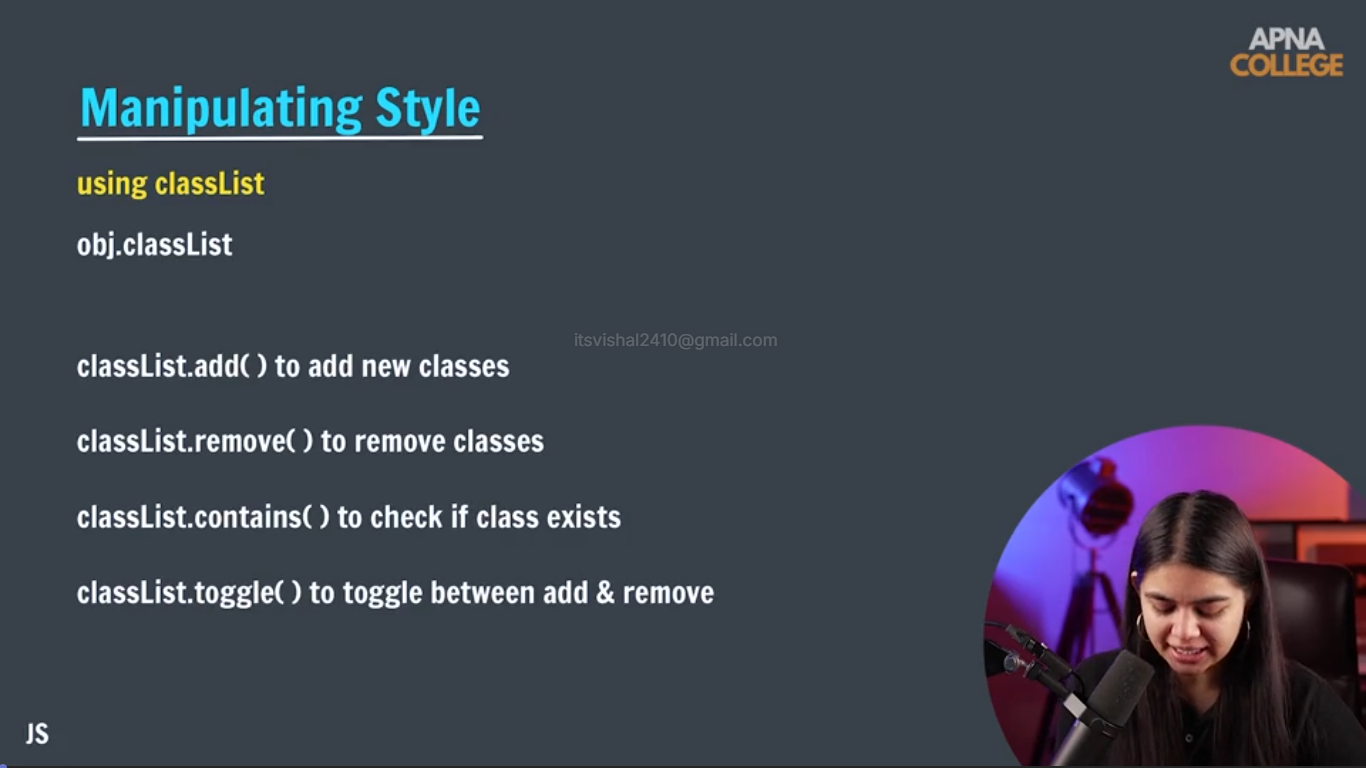 APNA
COLLEGE
Manipulating Style
using classList
obj.classList
itsvishal2410@gmail.com
classList.add( ) to add new classes
classList.remove( ) to remove classes
classList.contains( ) to check if class exists
classList.toggle( ) to toggle between add & remove
JS